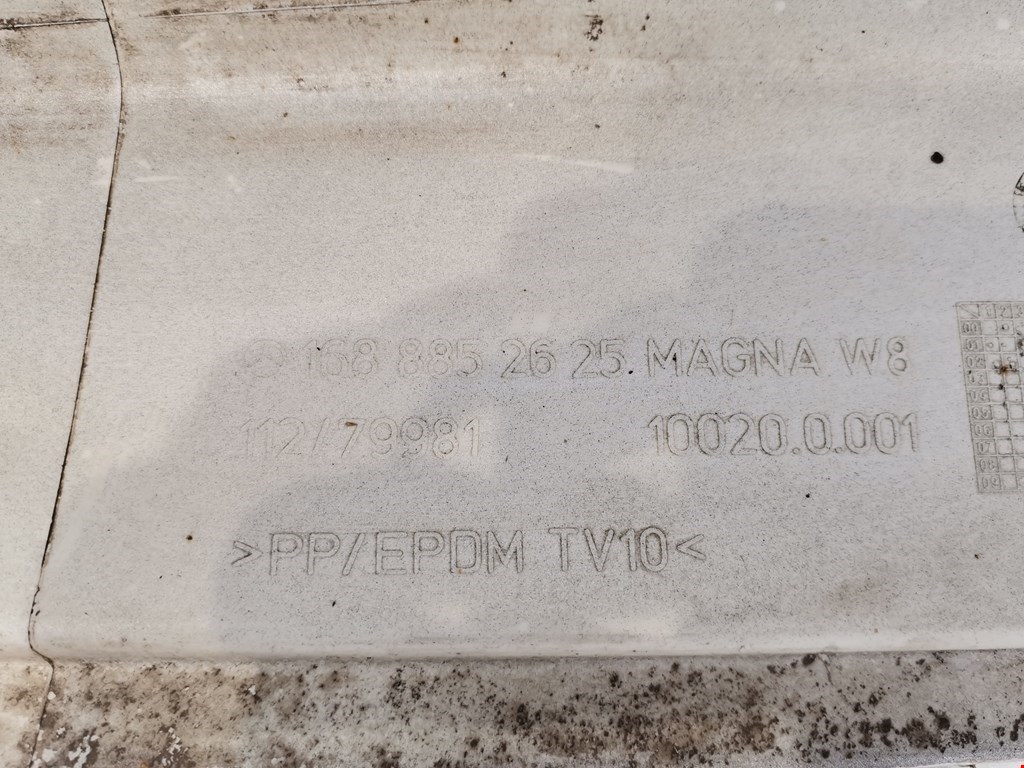 168 885 26 25 MAGNA W8
112/79981 10020.0.001
>PP/EPDM TV10<